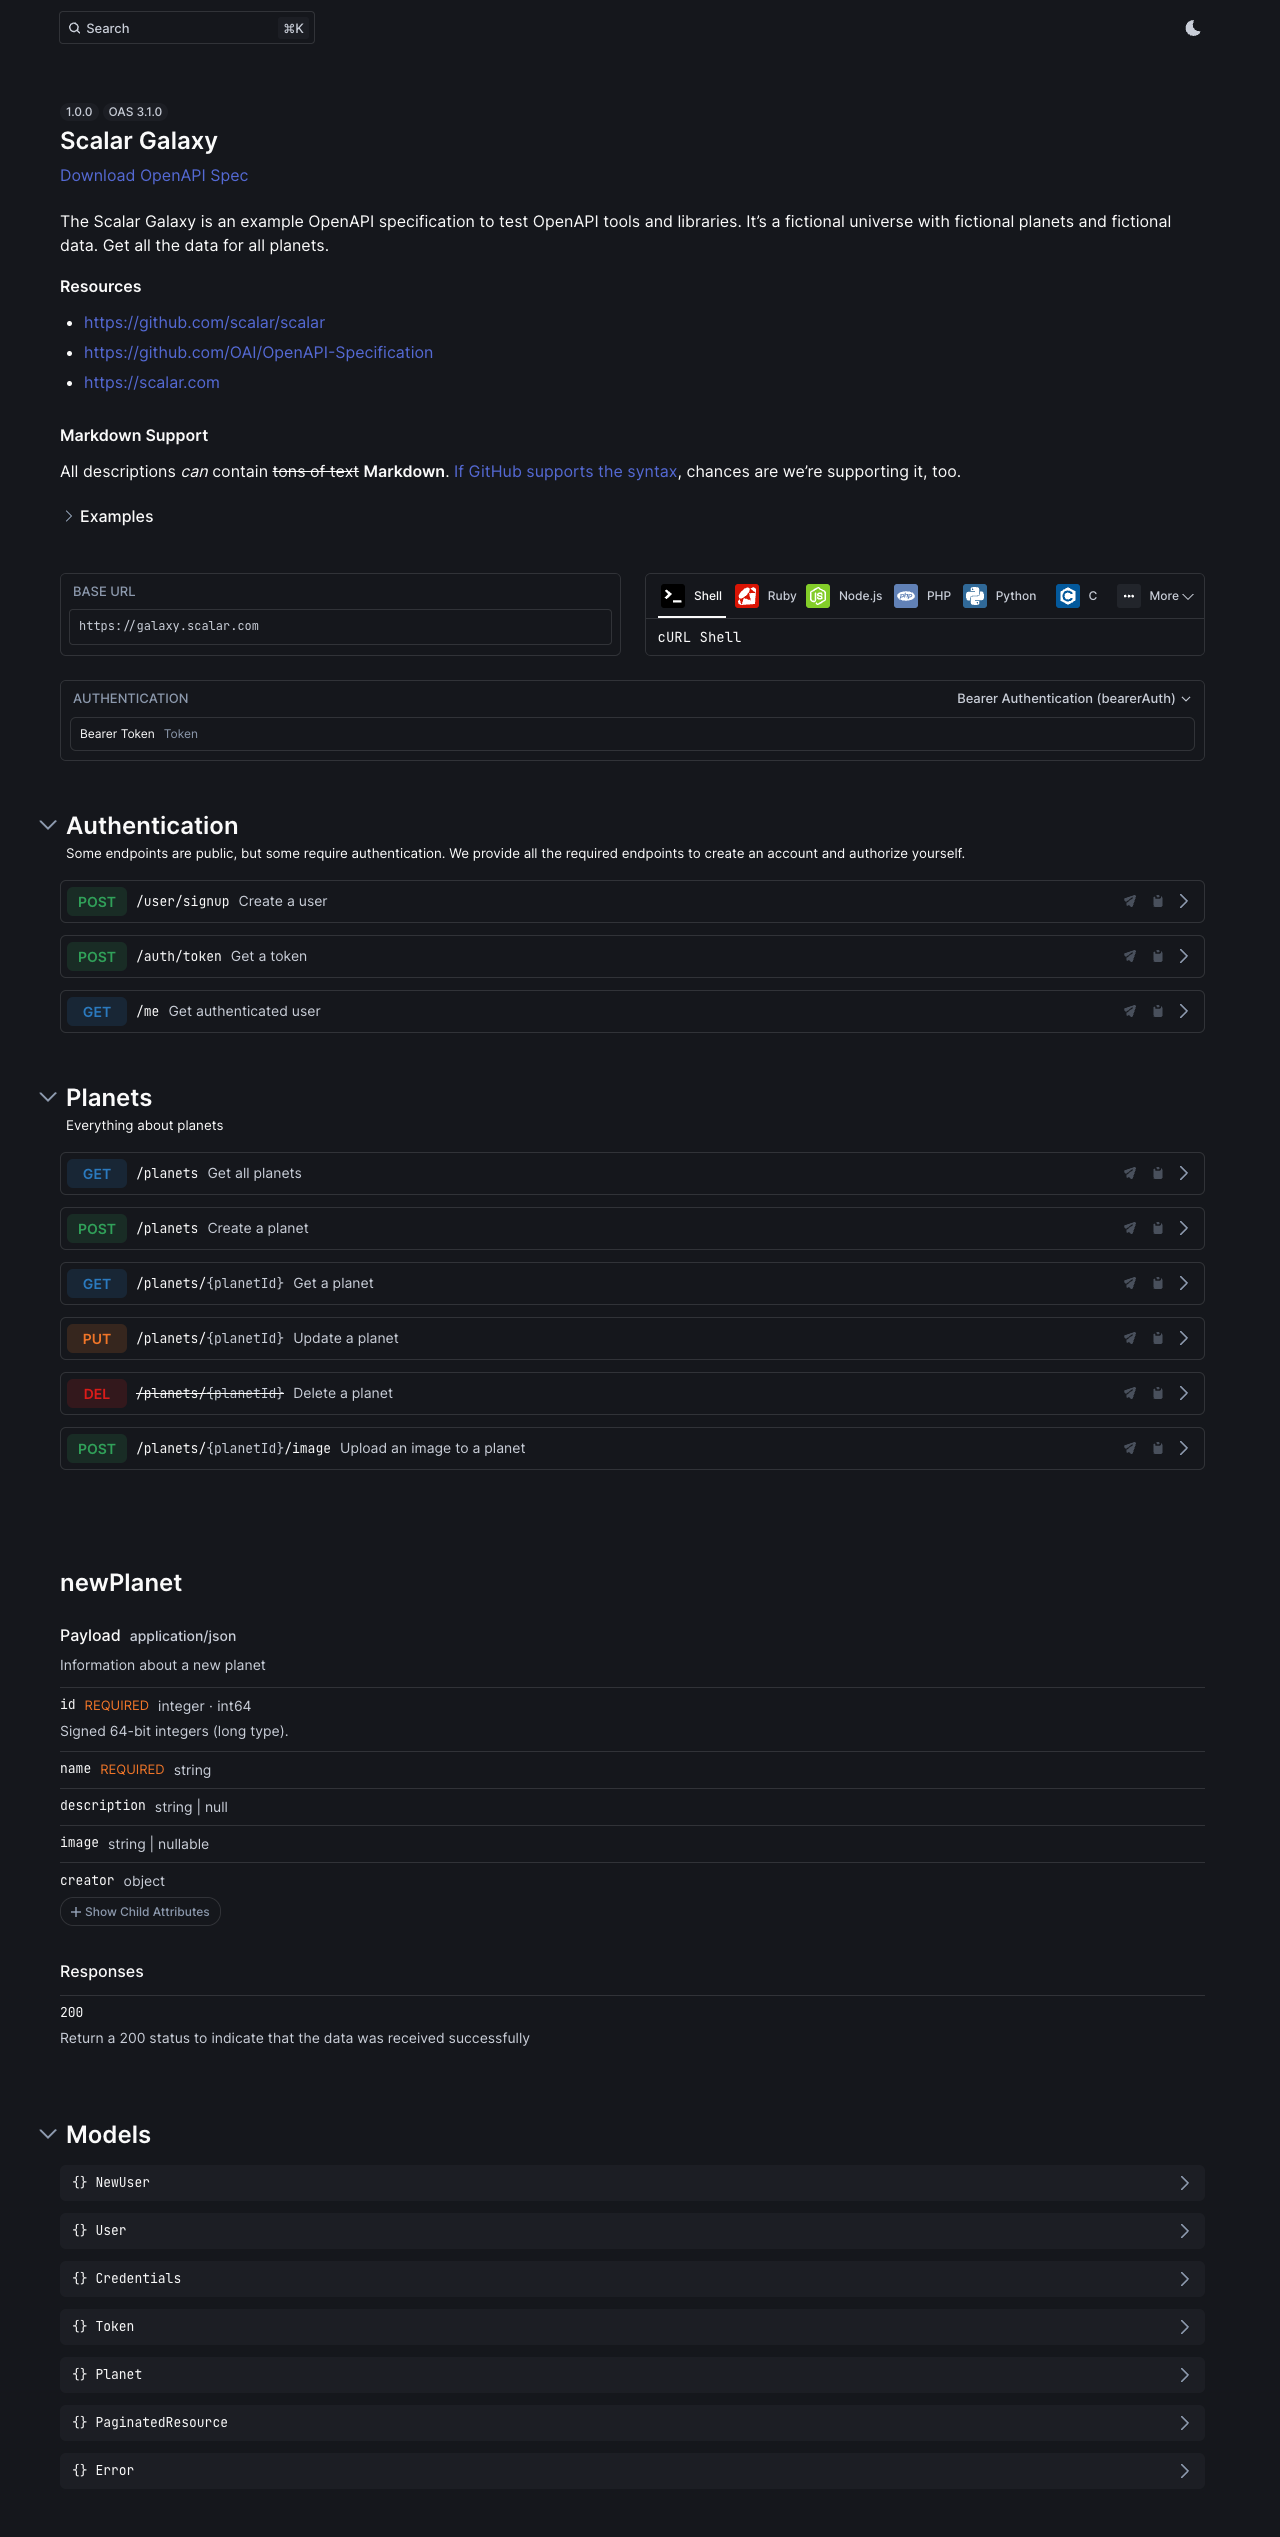 Search ⌘K
1.0.0 OAS 3.1.0
Scalar Galaxy
Download OpenAPI Spec
The Scalar Galaxy is an example OpenAPI specification to test OpenAPI tools and libraries. It’s a fictional universe with fictional planets and fictional
data. Get all the data for all planets.
Resources
• https://github.com/scalar/scalar
• https://github.com/OAI/OpenAPI-Specification
• https://scalar.com
Markdown Support
All descriptions can contain tons of text Markdown. If GitHub supports the syntax, chances are we’re supporting it, too.
Examples
BASE URL
https://galaxy.scalar.com
Shell Ruby Node.js PHP Python C More
cURL Shell
AUTHENTICATION Bearer Authentication (bearerAuth)
Bearer Token Token
Authentication
Some endpoints are public, but some require authentication. We provide all the required endpoints to create an account and authorize yourself.
POST /user/signup Create a user
POST /auth/token Get a token
GET /me Get authenticated user
Planets
Everything about planets
GET /planets Get all planets
POST /planets Create a planet
GET /planets/{planetId} Get a planet
PUT /planets/{planetId} Update a planet
DEL /planets/{planetId} Delete a planet
POST /planets/{planetId}/image Upload an image to a planet
newPlanet
Payload application/json
Information about a new planet
id REQUIRED integer · int64
Signed 64-bit integers (long type).
name REQUIRED string
description string | null
image string | nullable
creator object
Show Child Attributes
Responses
200
Return a 200 status to indicate that the data was received successfully
Models
{} NewUser
{} User
{} Credentials
{} Token
{} Planet
{} PaginatedResource
{} Error